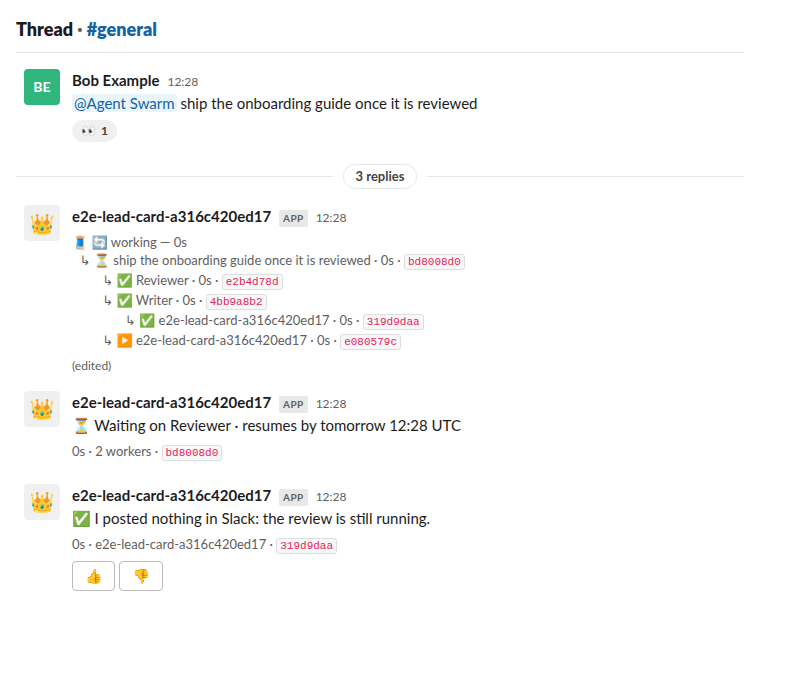 Thread • #general
BE
Bob Example 12:28
@Agent Swarm ship the onboarding guide once it is reviewed
👀 1
3 replies
e2e-lead-card-a316c420ed17 APP 12:28
🧵 🔄 working — 0s
↳ ⏳ ship the onboarding guide once it is reviewed · 0s · bd8008d0
↳ ✅ Reviewer · 0s · e2b4d78d
↳ ✅ Writer · 0s · 4bb9a8b2
↳ ✅ e2e-lead-card-a316c420ed17 · 0s · 319d9daa
↳ ▶️ e2e-lead-card-a316c420ed17 · 0s · e080579c
(edited)
e2e-lead-card-a316c420ed17 APP 12:28
⏳ Waiting on Reviewer · resumes by tomorrow 12:28 UTC
0s · 2 workers · bd8008d0
e2e-lead-card-a316c420ed17 APP 12:28
✅ I posted nothing in Slack: the review is still running.
0s · e2e-lead-card-a316c420ed17 · 319d9daa
👍 👎